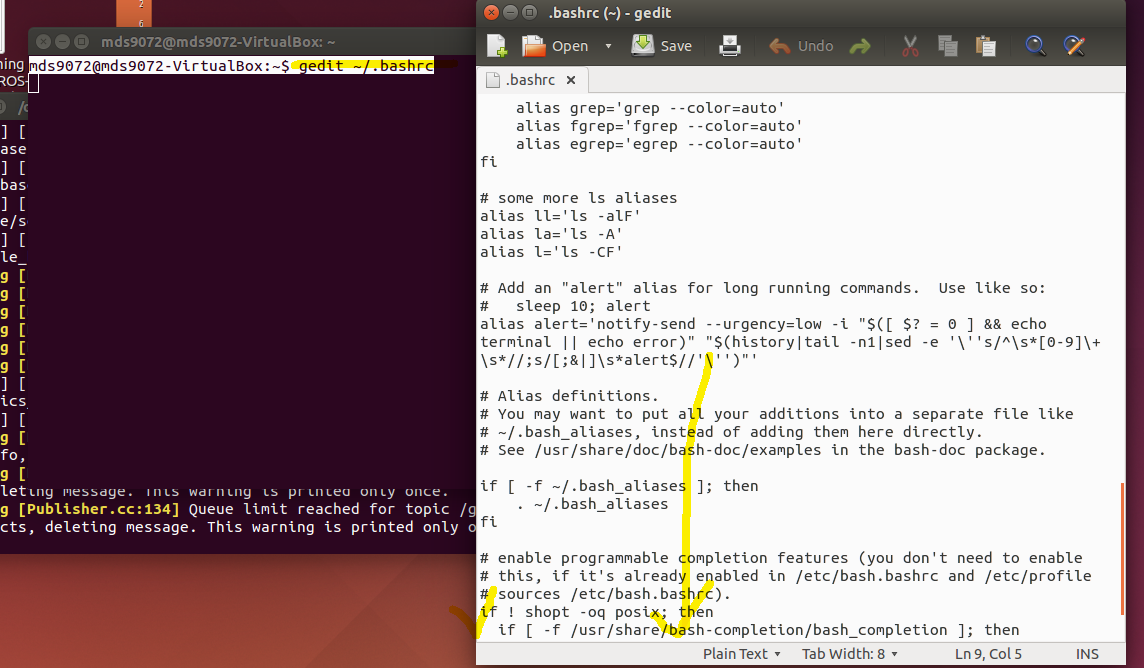 .bashrc (~) - gedit
mds9072@mds9072-VirtualBox: ~
Open Save Undo
mds9072@mds9072-VirtualBox:~$ gedit ~/.bashrc
.bashrc
alias grep='grep --color=auto'
alias fgrep='fgrep --color=auto'
alias egrep='egrep --color=auto'
fi
# some more ls aliases
alias ll='ls -alF'
alias la='ls -A'
alias l='ls -CF'
# Add an "alert" alias for long running commands.  Use like so:
#   sleep 10; alert
alias alert='notify-send --urgency=low -i "$([ $? = 0 ] && echo
terminal || echo error)" "$(history|tail -n1|sed -e '\''s/^\s*[0-9]\+
\s*//;s/[;&|]\s*alert$//'\'')"'
# Alias definitions.
# You may want to put all your additions into a separate file like
# ~/.bash_aliases, instead of adding them here directly.
# See /usr/share/doc/bash-doc/examples in the bash-doc package.
if [ -f ~/.bash_aliases ]; then
. ~/.bash_aliases
fi
# enable programmable completion features (you don't need to enable
# this, if it's already enabled in /etc/bash.bashrc and /etc/profile
# sources /etc/bash.bashrc).
if ! shopt -oq posix; then
if [ -f /usr/share/bash-completion/bash_completion ]; then
Plain Text Tab Width: 8 Ln 9, Col 5 INS
2
6
ning
ROS-
/c
] [
ase
] [
bas
] [
e/s
] [
le_
g [
g [
g [
g [
g [
g [
] [
ics
] [
g [
fo,
g [
leting message. This warning is printed only once.
g [Publisher.cc:134] Queue limit reached for topic /g
cts, deleting message. This warning is printed only o